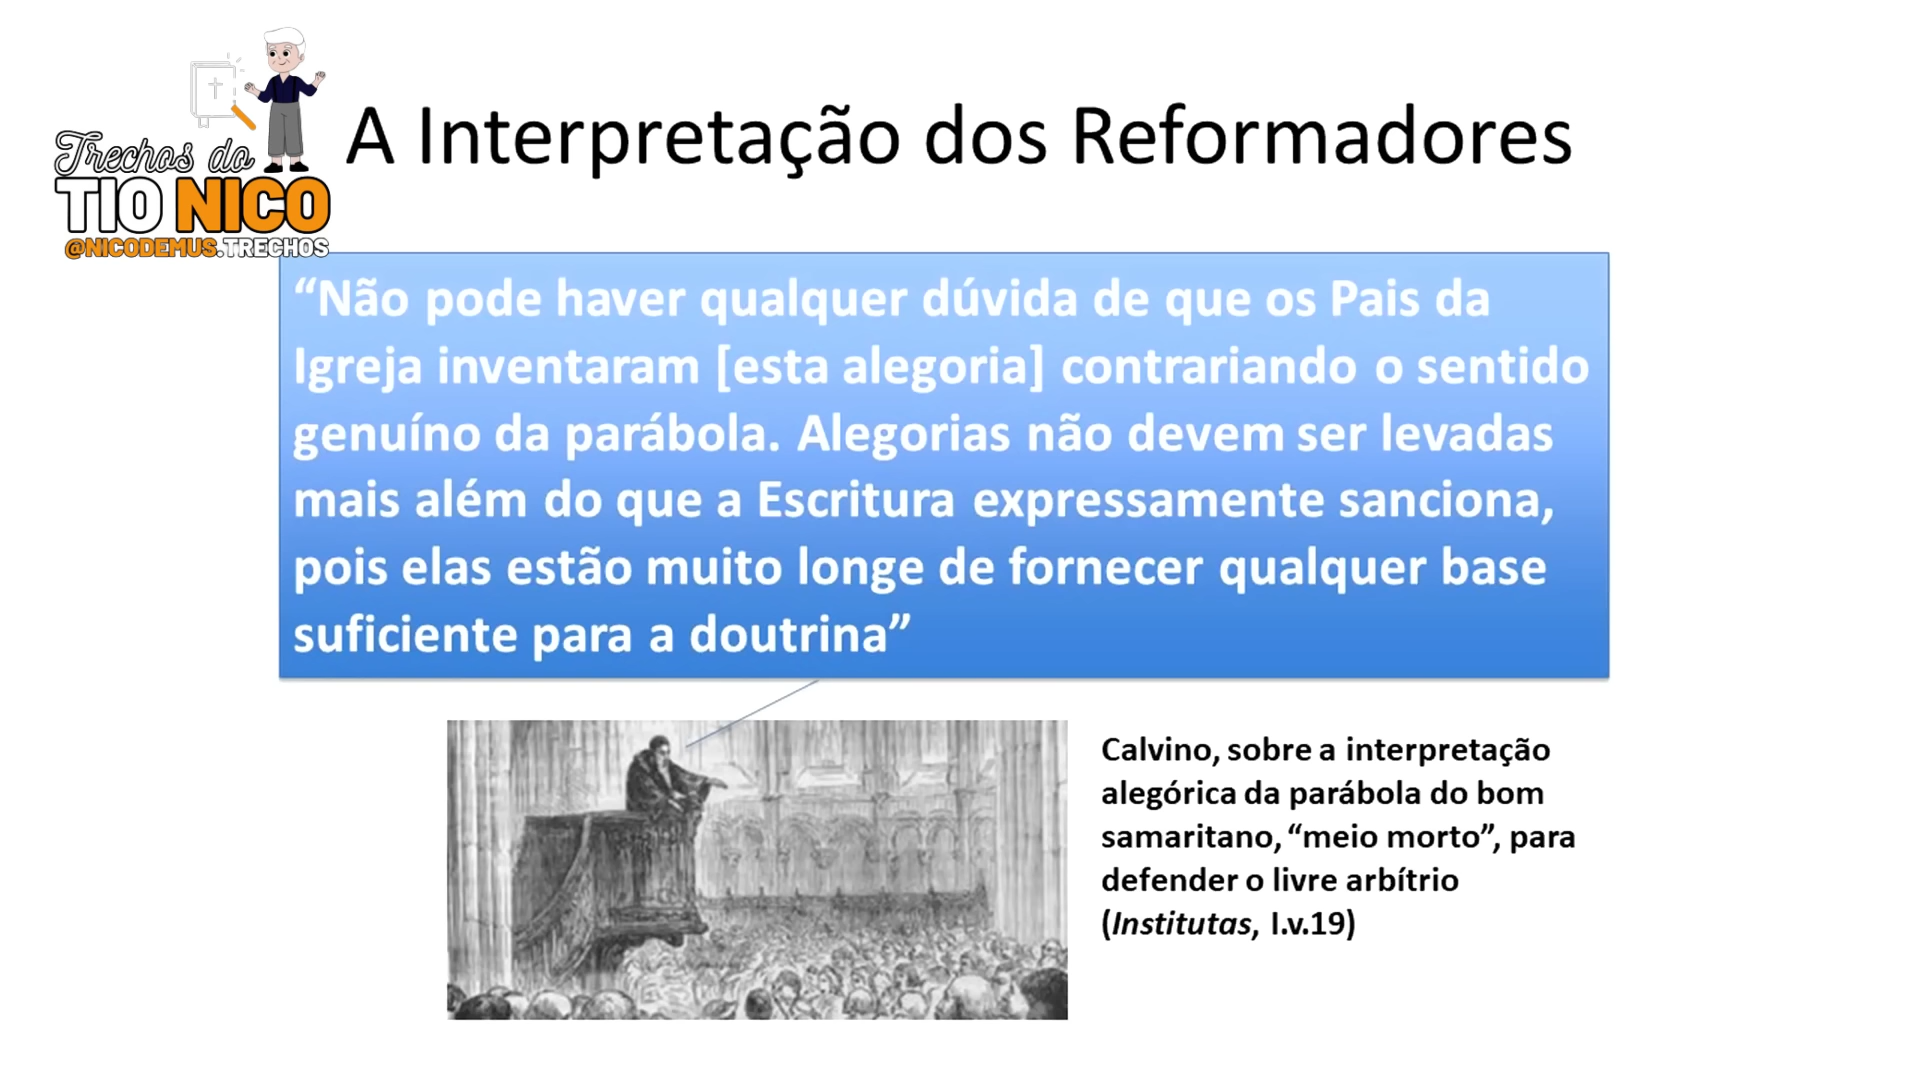 Trechos do
TIO NICO
@NICODEMUS.TRECHOS
A Interpretação dos Reformadores
“Não pode haver qualquer dúvida de que os Pais da
Igreja inventaram [esta alegoria] contrariando o sentido
genuíno da parábola. Alegorias não devem ser levadas
mais além do que a Escritura expressamente sanciona,
pois elas estão muito longe de fornecer qualquer base
suficiente para a doutrina”
Calvino, sobre a interpretação
alegórica da parábola do bom
samaritano, “meio morto”, para
defender o livre arbítrio
(Institutas, I.v.19)